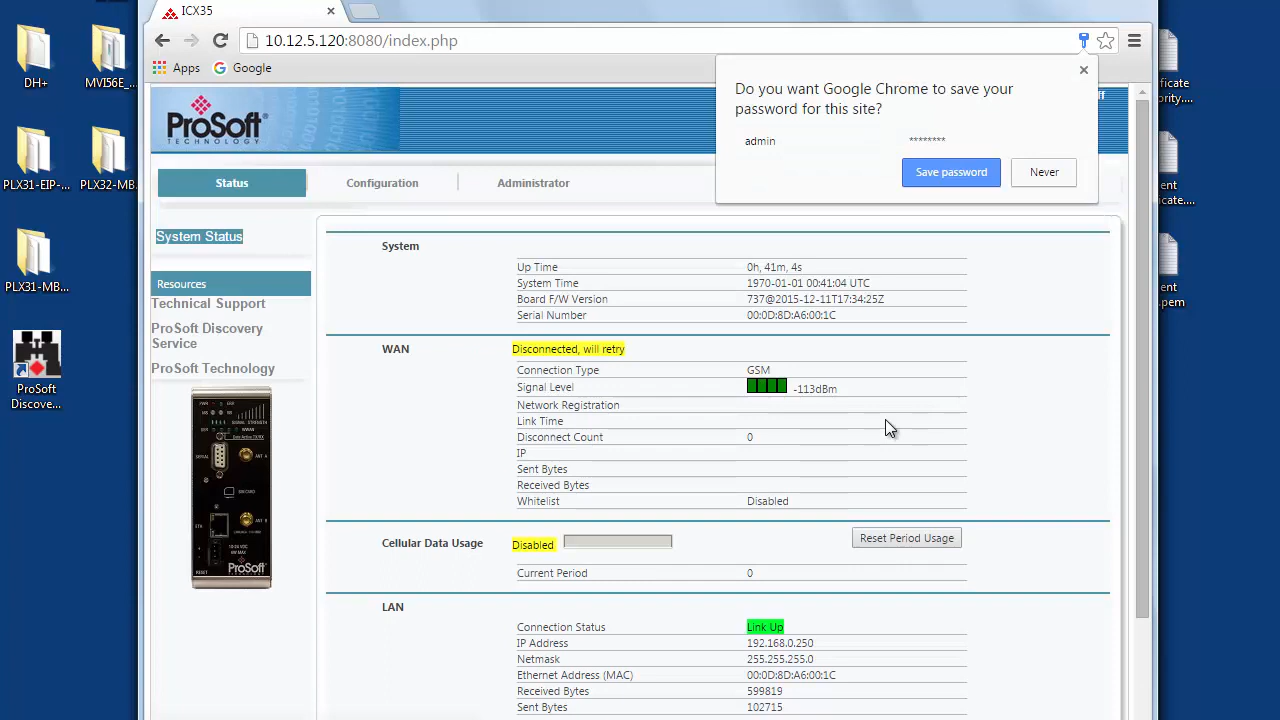 DH+
MVI56E_...
PLX31-EIP-...
PLX32-MB...
PLX31-MB...
ProSoft
Discove...
ICX35
10.12.5.120:8080/index.php
Apps
Google
Do you want Google Chrome to save your
password for this site?
admin
********
Save password
Never
ProSoft
TECHNOLOGY
Status
Configuration
Administrator
System Status
Resources
Technical Support
ProSoft Discovery
Service
ProSoft Technology
ProSoft
System
Up Time
0h, 41m, 4s
System Time
1970-01-01 00:41:04 UTC
Board F/W Version
737@2015-12-11T17:34:25Z
Serial Number
00:0D:8D:A6:00:1C
WAN
Disconnected, will retry
Connection Type
GSM
Signal Level
-113dBm
Network Registration
Link Time
Disconnect Count
0
IP
Sent Bytes
Received Bytes
Whitelist
Disabled
Cellular Data Usage
Disabled
Reset Period Usage
Current Period
0
LAN
Connection Status
Link Up
IP Address
192.168.0.250
Netmask
255.255.255.0
Ethernet Address (MAC)
00:0D:8D:A6:00:1C
Received Bytes
599819
Sent Bytes
102715
ificate
ority....
ent
ficate....
ent
.pem